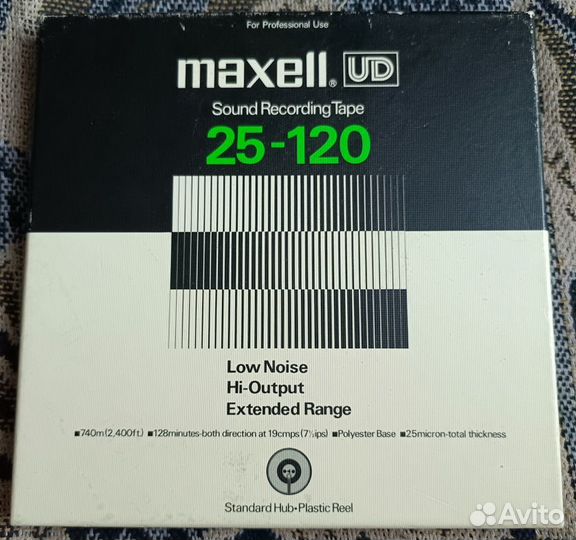 For Professional Use
maxell® UD
Sound Recording Tape
25-120
Low Noise
Hi-Output
Extended Range
■740m(2,400ft.) ■128minutes-both direction at 19cmps(7½ips) ■Polyester Base ■25micron-total thickness
Standard Hub•Plastic Reel
Avito